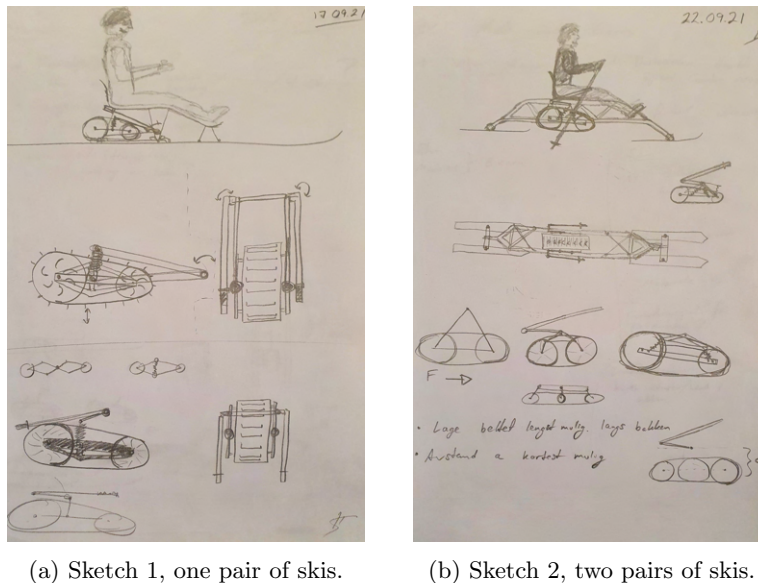 17.09.21
22.09.21
F
• Lage beltet lengst mulig langs bakken
• Avstand a kortest mulig
a
(a) Sketch 1, one pair of skis.
(b) Sketch 2, two pairs of skis.